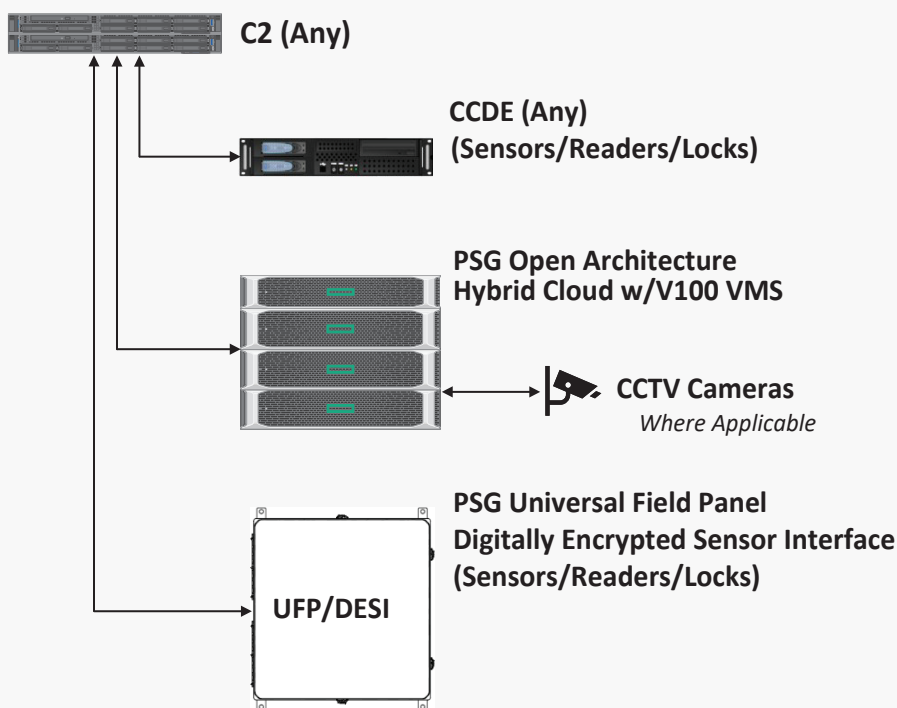 C2 (Any)
CCDE (Any)
(Sensors/Readers/Locks)
PSG Open Architecture
Hybrid Cloud w/V100 VMS
CCTV Cameras
Where Applicable
PSG Universal Field Panel
Digitally Encrypted Sensor Interface
(Sensors/Readers/Locks)
UFP/DESI